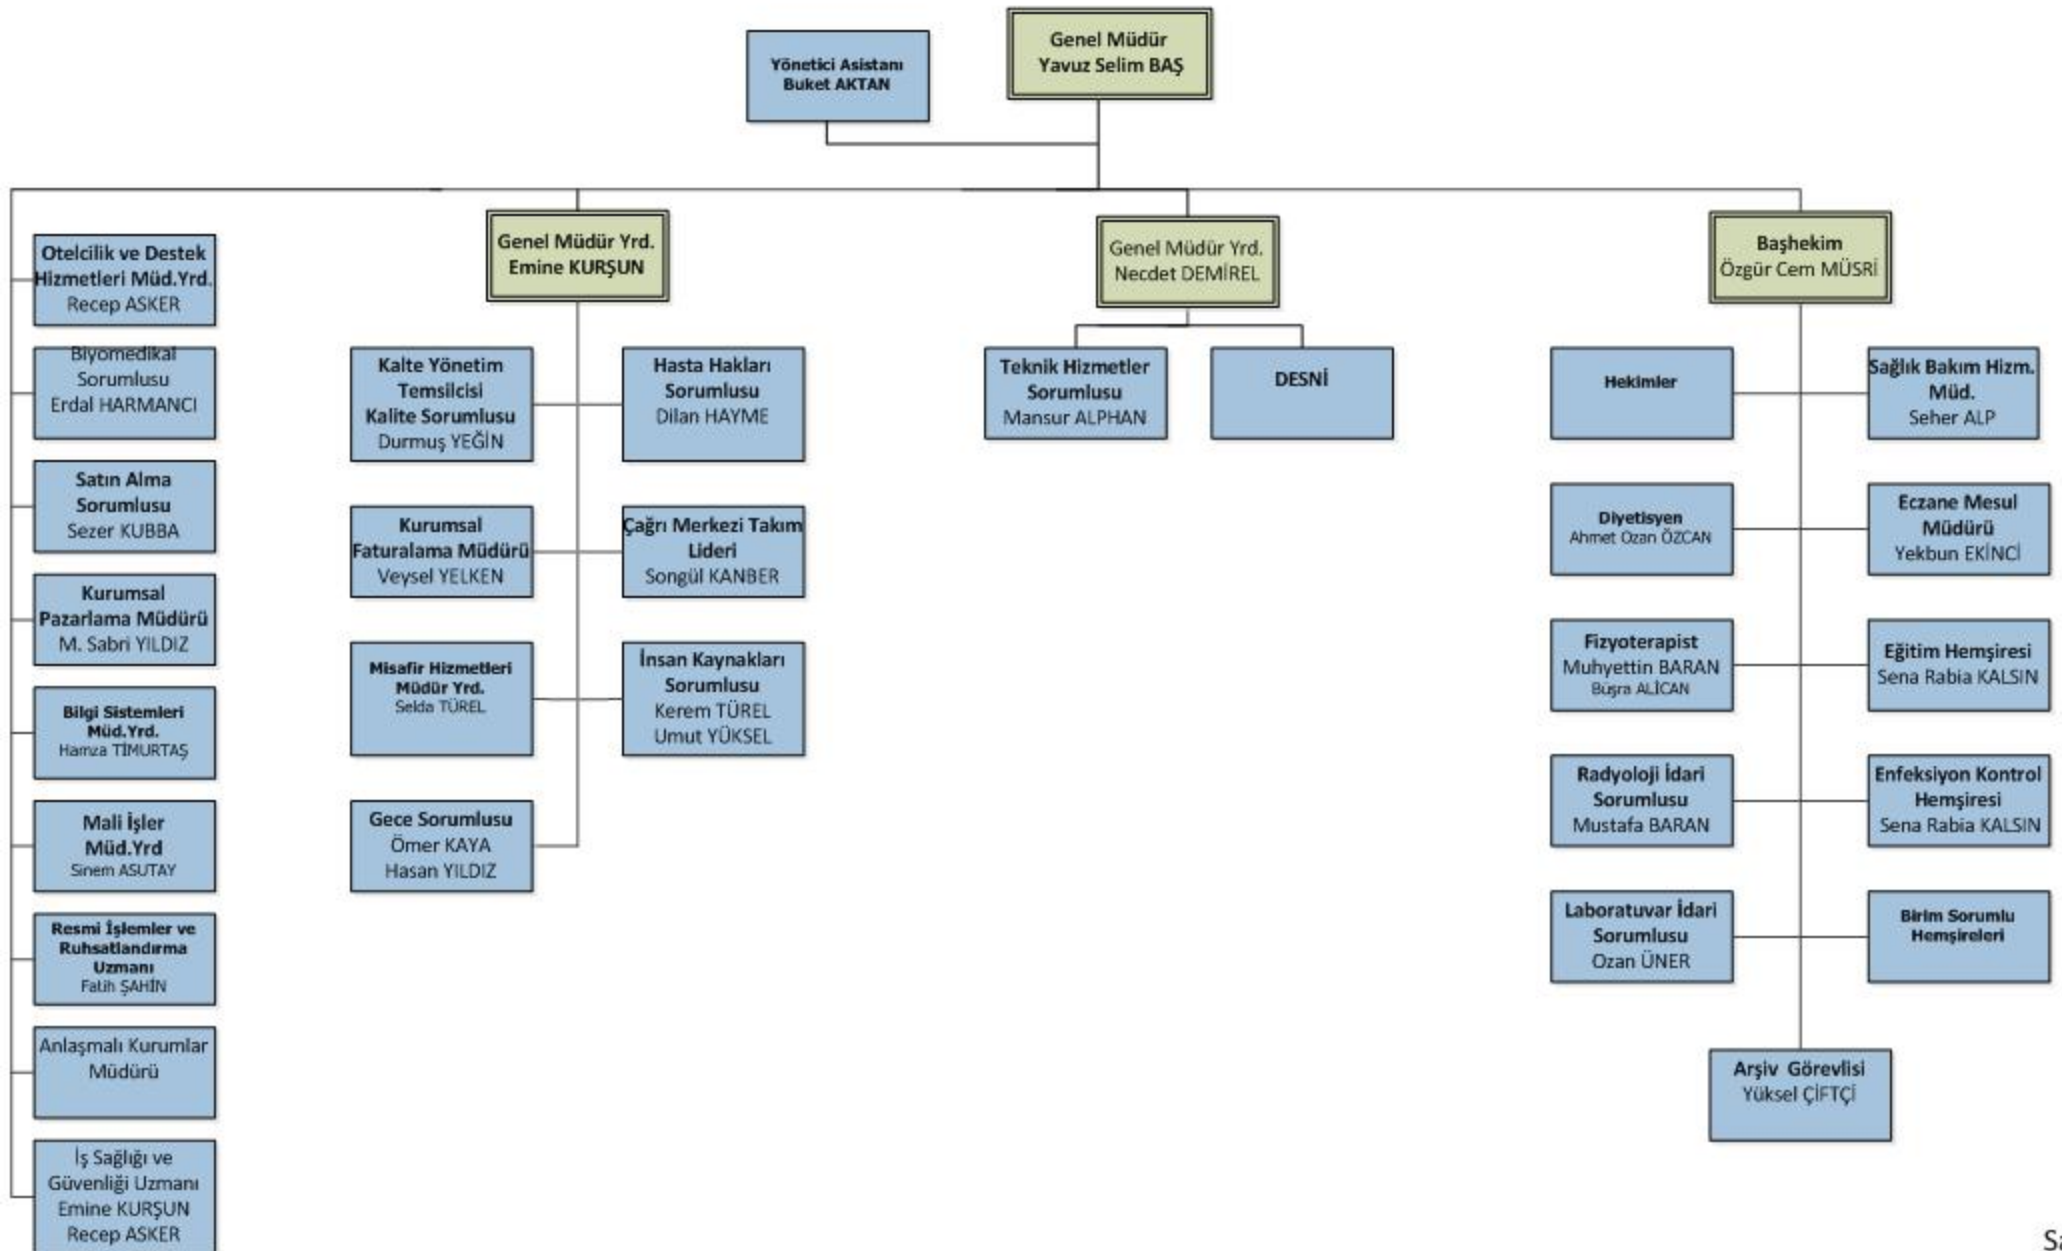 Genel Müdür
Yavuz Selim BAŞ
Yönetici Asistanı
Buket AKTAN
Otelcilik ve Destek
Hizmetleri Müd.Yrd.
Recep ASKER
Biyomedikal
Sorumlusu
Erdal HARMANCI
Satın Alma
Sorumlusu
Sezer KUBBA
Kurumsal
Pazarlama Müdürü
M. Sabri YILDIZ
Bilgi Sistemleri
Müd.Yrd.
Hamza TİMURTAŞ
Mali İşler
Müd.Yrd
Sinem ASUTAY
Resmi İşlemler ve
Ruhsatlandırma
Uzmanı
Fatih ŞAHİN
Anlaşmalı Kurumlar
Müdürü
İş Sağlığı ve
Güvenliği Uzmanı
Emine KURŞUN
Recep ASKER
Genel Müdür Yrd.
Emine KURŞUN
Kalte Yönetim
Temsilcisi
Kalite Sorumlusu
Durmuş YEĞİN
Hasta Hakları
Sorumlusu
Dilan HAYME
Kurumsal
Faturalama Müdürü
Veysel YELKEN
Çağrı Merkezi Takım
Lideri
Songül KANBER
Misafir Hizmetleri
Müdür Yrd.
Selda TÜREL
İnsan Kaynakları
Sorumlusu
Kerem TÜREL
Umut YÜKSEL
Gece Sorumlusu
Ömer KAYA
Hasan YILDIZ
Genel Müdür Yrd.
Necdet DEMİREL
Teknik Hizmetler
Sorumlusu
Mansur ALPHAN
DESNİ
Başhekim
Özgür Cem MÜSRİ
Hekimler
Sağlık Bakım Hizm.
Müd.
Seher ALP
Diyetisyen
Ahmet Ozan ÖZCAN
Eczane Mesul
Müdürü
Yekbun EKİNCİ
Fizyoterapist
Muhyettin BARAN
Büşra ALİCAN
Eğitim Hemşiresi
Sena Rabia KALSIN
Radyoloji İdari
Sorumlusu
Mustafa BARAN
Enfeksiyon Kontrol
Hemşiresi
Sena Rabia KALSIN
Laboratuvar İdari
Sorumlusu
Ozan ÜNER
Birim Sorumlu
Hemşireleri
Arşiv Görevlisi
Yüksel ÇİFTÇİ